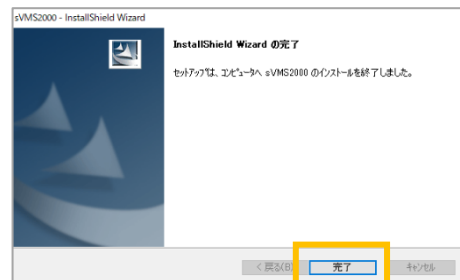 sVMS2000 - InstallShield Wizard
InstallShield Wizard の完了
セットアップは、コンピュータへ sVMS2000 のインストールを終了しました。
< 戻る(B)
完了
キャンセル